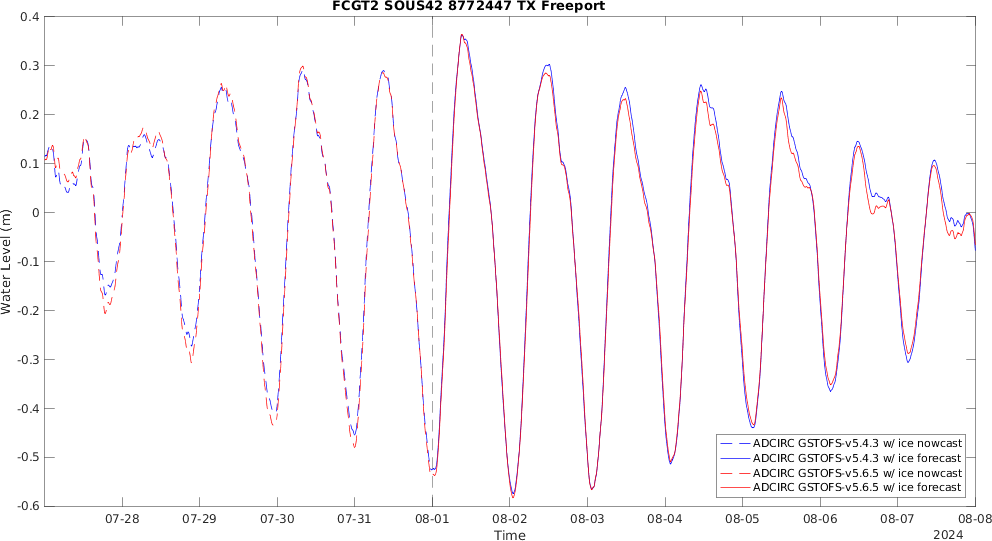 FCGT2 SOUS42 8772447 TX Freeport
Water Level (m)
0.4
0.3
0.2
0.1
0
-0.1
-0.2
-0.3
-0.4
-0.5
-0.6
ADCIRC GSTOFS-v5.4.3 w/ ice nowcast
ADCIRC GSTOFS-v5.4.3 w/ ice forecast
ADCIRC GSTOFS-v5.6.5 w/ ice nowcast
ADCIRC GSTOFS-v5.6.5 w/ ice forecast
07-28 07-29 07-30 07-31 08-01 08-02 08-03 08-04 08-05 08-06 08-07 08-08
Time
2024